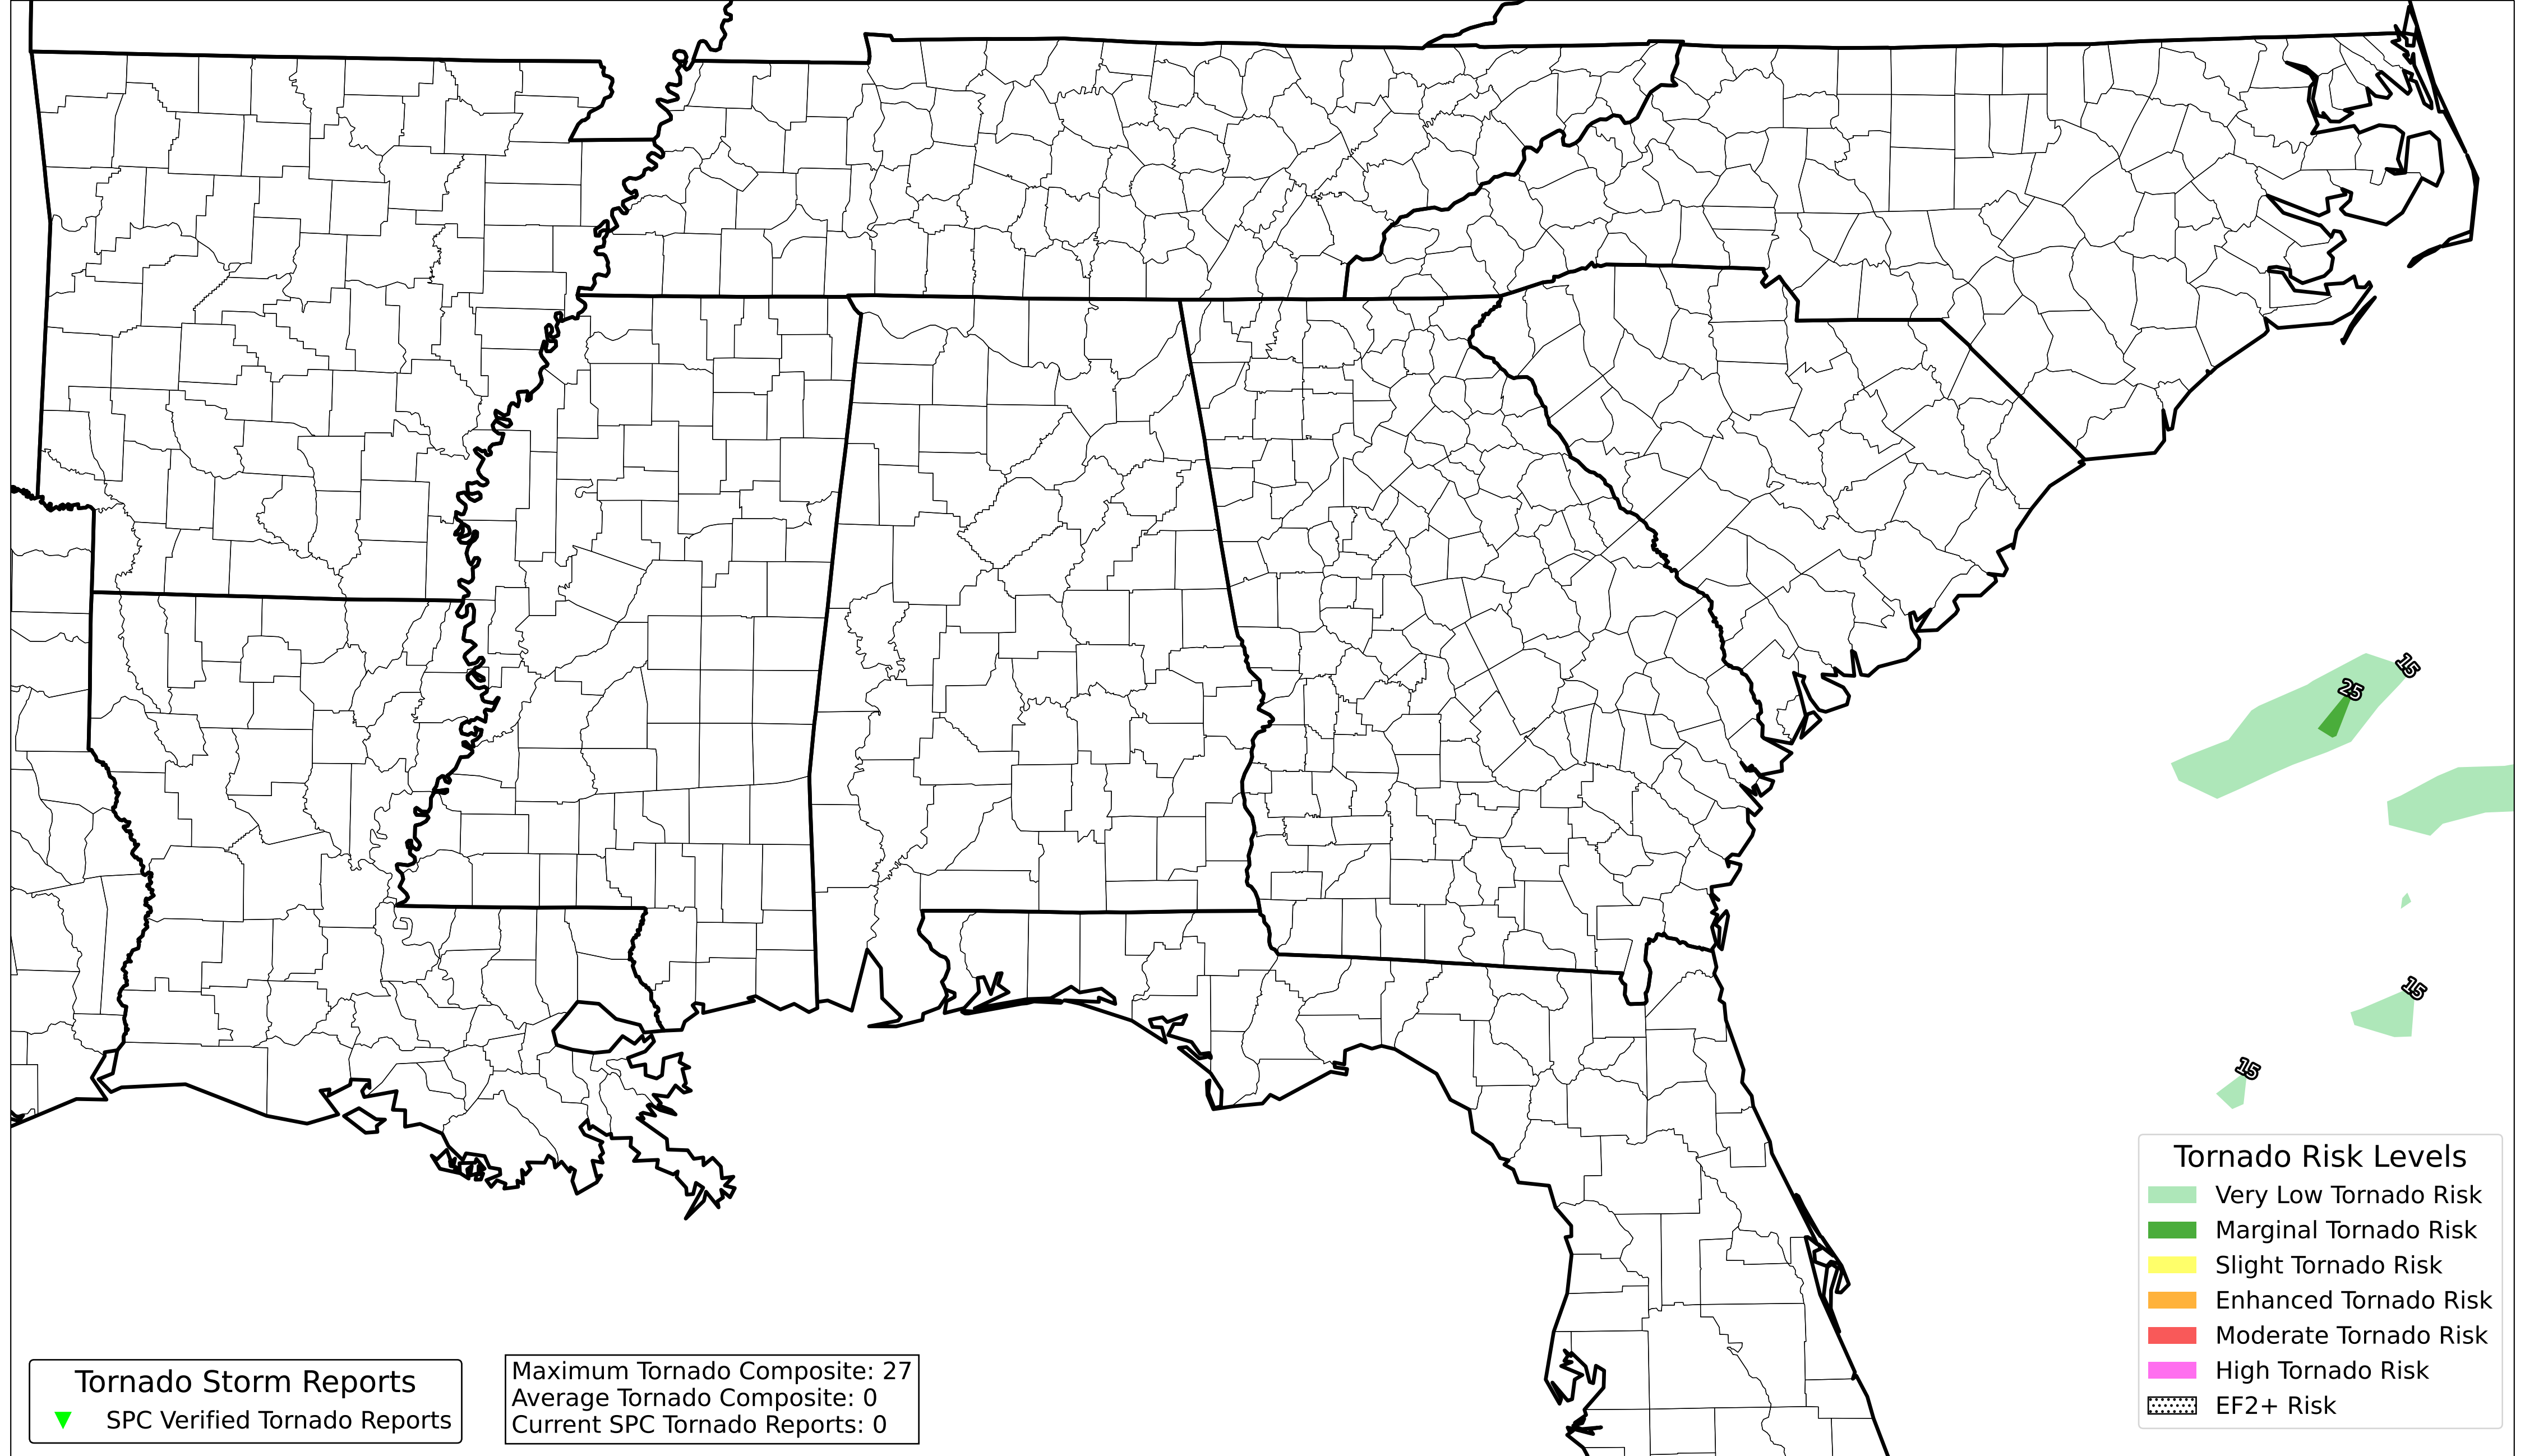 15
25
15
15
Tornado Risk Levels
Very Low Tornado Risk
Marginal Tornado Risk
Slight Tornado Risk
Enhanced Tornado Risk
Moderate Tornado Risk
High Tornado Risk
EF2+ Risk
Tornado Storm Reports
SPC Verified Tornado Reports
Maximum Tornado Composite: 27
Average Tornado Composite: 0
Current SPC Tornado Reports: 0